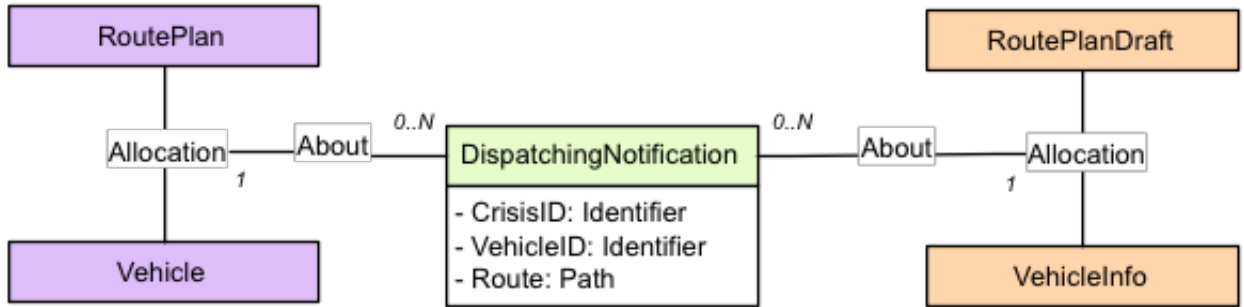 RoutePlan
RoutePlanDraft
0..N
0..N
Allocation
About
DispatchingNotification
About
Allocation
1
1
- CrisisID: Identifier
- VehicleID: Identifier
- Route: Path
Vehicle
VehicleInfo